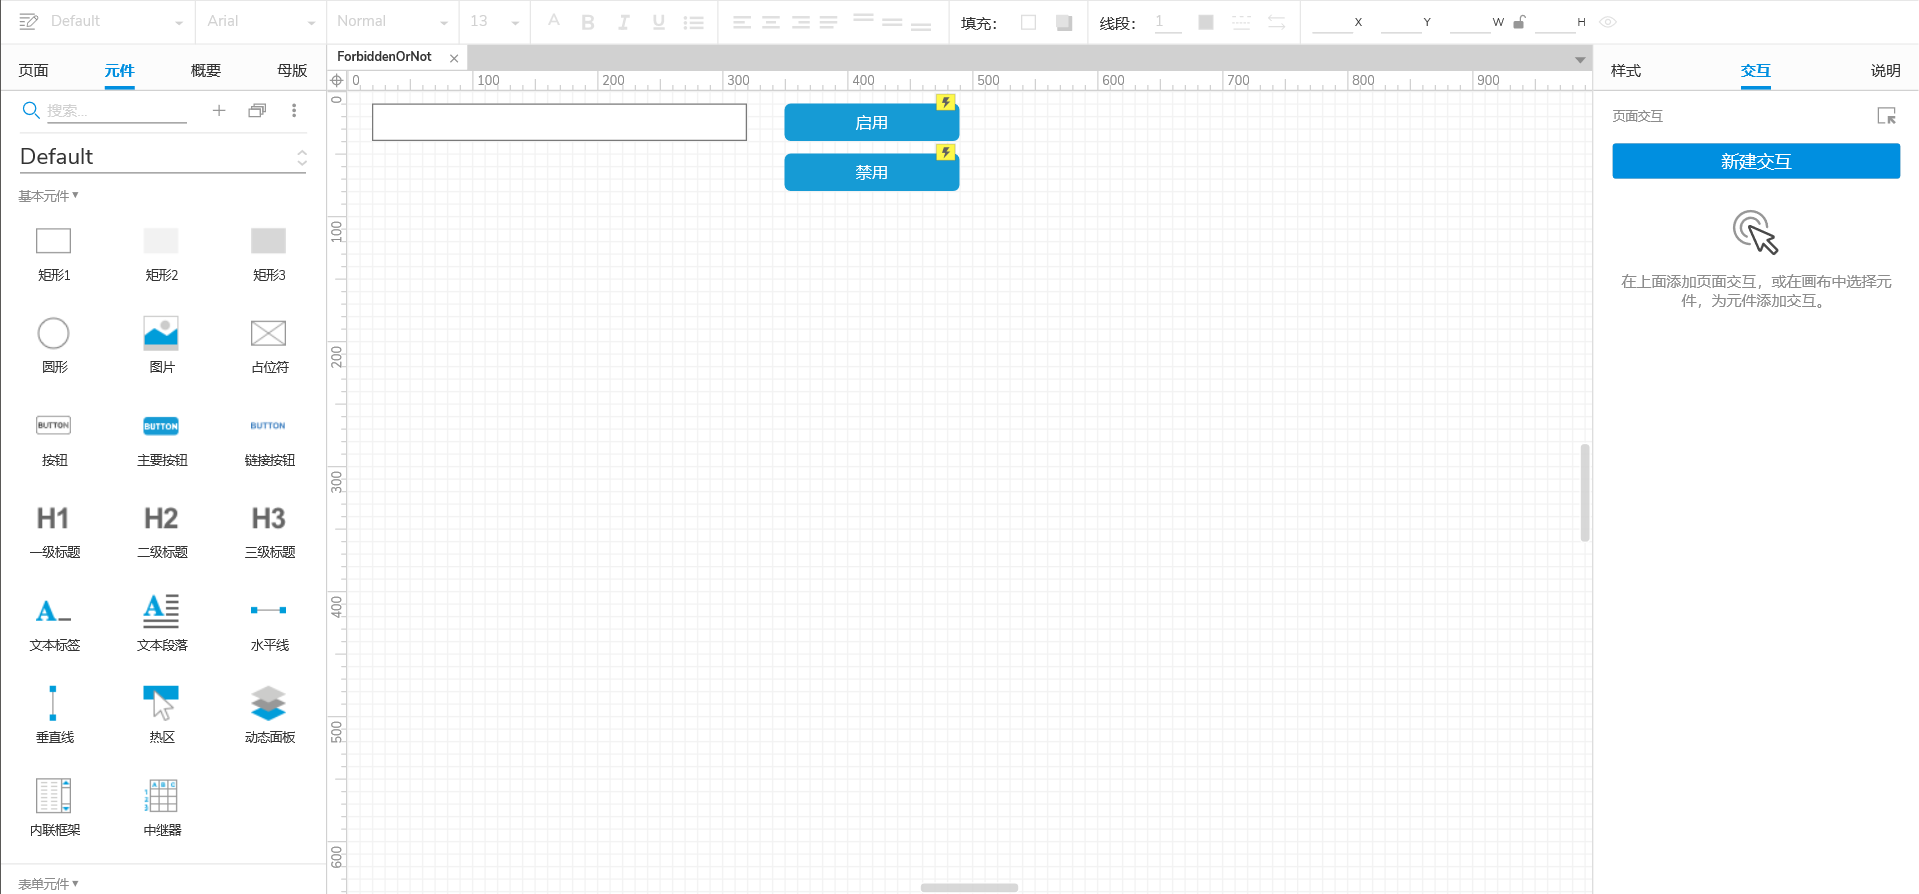 Default Arial Normal 13 A B I U 填充： 线段： 1 X Y W H
页面 元件 概要 母版
ForbiddenOrNot
样式 交互 说明
0 100 200 300 400 500 600 700 800 900
搜索...
Default
基本元件
矩形1 矩形2 矩形3
圆形 图片 占位符
BUTTON BUTTON BUTTON
按钮 主要按钮 链接按钮
H1 H2 H3
一级标题 二级标题 三级标题
A A
文本标签 文本段落 水平线
垂直线 热区 动态面板
A B C
1
2
3
内联框架 中继器
表单元件
0
100
200
300
400
500
600
启用
禁用
页面交互
新建交互
在上面添加页面交互，或在画布中选择元
件，为元件添加交互。